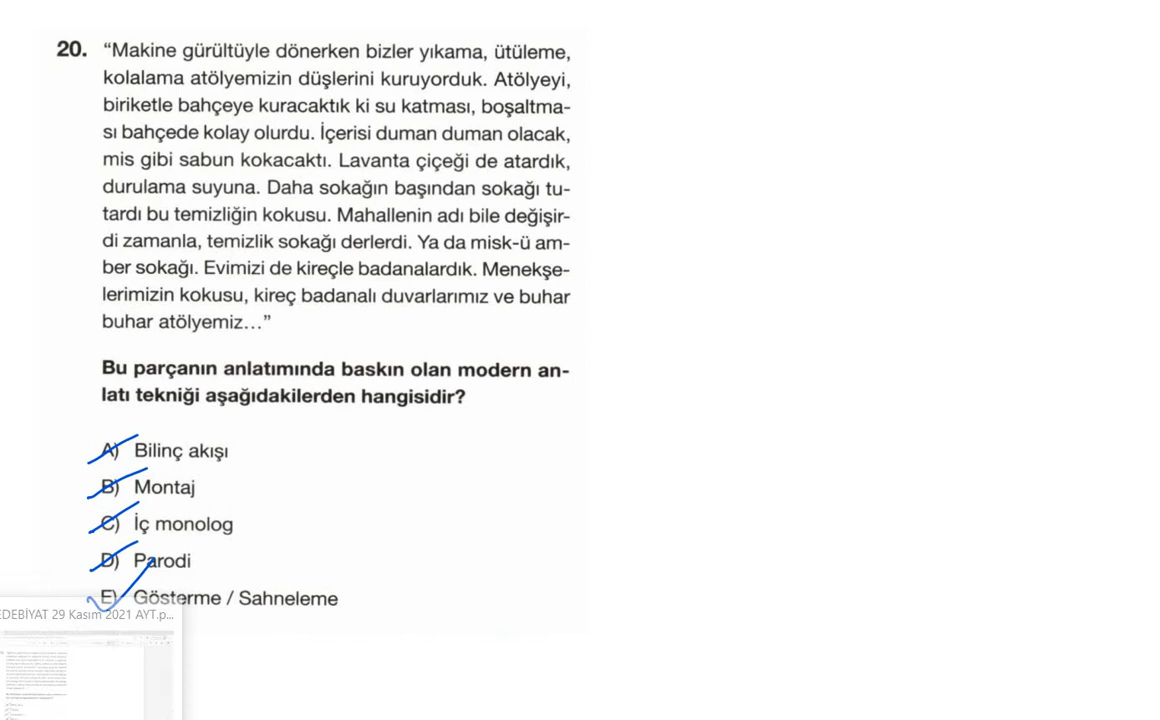 20. “Makine gürültüyle dönerken bizler yıkama, ütüleme,
kolalama atölyemizin düşlerini kuruyorduk. Atölyeyi,
biriketle bahçeye kuracaktık ki su katması, boşaltma-
sı bahçede kolay olurdu. İçerisi duman duman olacak,
mis gibi sabun kokacaktı. Lavanta çiçeği de atardık,
durulama suyuna. Daha sokağın başından sokağı tu-
tardı bu temizliğin kokusu. Mahallenin adı bile değişir-
di zamanla, temizlik sokağı derlerdi. Ya da misk-ü am-
ber sokağı. Evimizi de kireçle badanalardık. Menekşe-
lerimizin kokusu, kireç badanalı duvarlarımız ve buhar
buhar atölyemiz...”
Bu parçanın anlatımında baskın olan modern an-
latı tekniği aşağıdakilerden hangisidir?
A) Bilinç akışı
B) Montaj
C) İç monolog
D) Parodi
E) Gösterme / Sahneleme
EDEBİYAT 29 Kasım 2021 AYT.p...